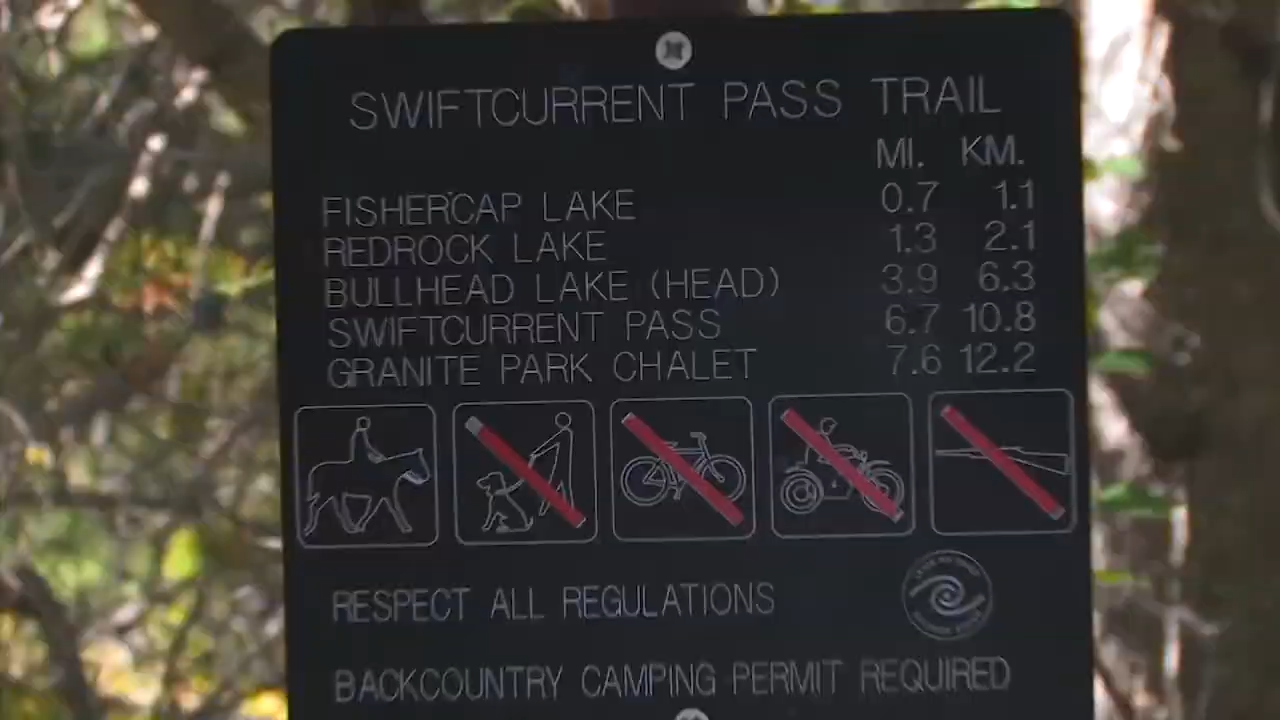 SWIFTCURRENT PASS TRAIL
MI. KM.
FISHERCAP LAKE 0.7 1.1
REDROCK LAKE 1.3 2.1
BULLHEAD LAKE (HEAD) 3.9 6.3
SWIFTCURRENT PASS 6.7 10.8
GRANITE PARK CHALET 7.6 12.2
RESPECT ALL REGULATIONS
BACKCOUNTRY CAMPING PERMIT REQUIRED